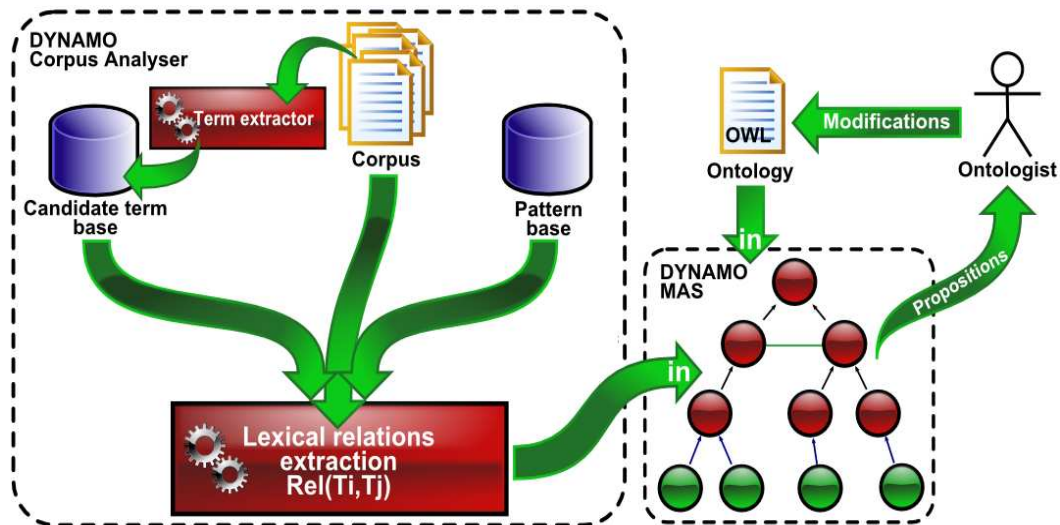 DYNAMO
Corpus Analyser
Term extractor
Corpus
Candidate term
base
Pattern
base
Lexical relations
extraction
Rel(Ti,Tj)
in
OWL
Ontology
Modifications
Ontologist
in
DYNAMO
MAS
Propositions